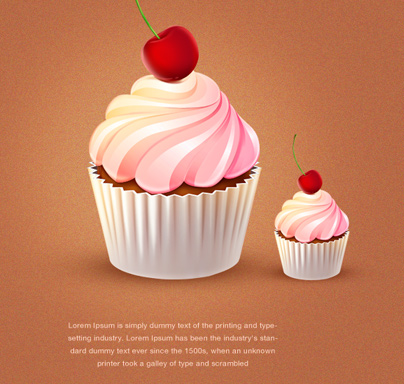 Lorem Ipsum is simply dummy text of the printing and type-
setting industry. Lorem Ipsum has been the industry's stan-
dard dummy text ever since the 1500s, when an unknown
printer took a galley of type and scrambled